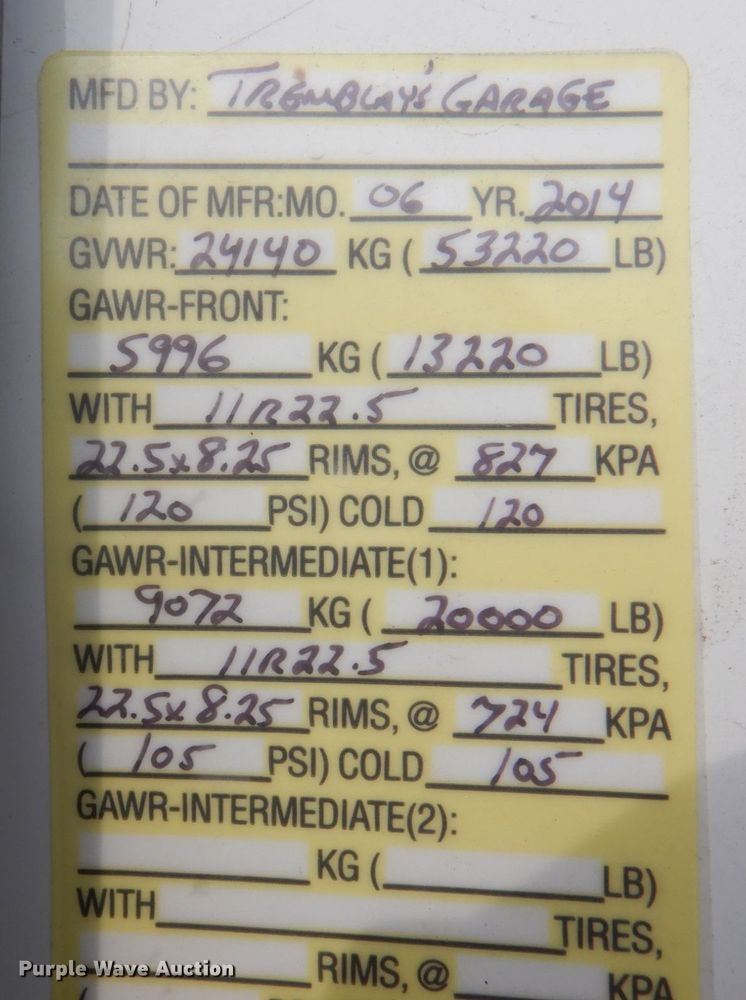 MFD BY: TREMBLAY'S GARAGE
DATE OF MFR:MO. 06 YR. 2014
GVWR: 24140 KG ( 53220 LB)
GAWR-FRONT:
5996 KG ( 13220 LB)
WITH 11R22.5 TIRES,
22.5x8.25 RIMS, @ 827 KPA
( 120 PSI) COLD 120
GAWR-INTERMEDIATE(1):
9072 KG ( 20000 LB)
WITH 11R22.5 TIRES,
22.5x8.25 RIMS, @ 724 KPA
( 105 PSI) COLD 105
GAWR-INTERMEDIATE(2):
KG ( LB)
WITH TIRES,
RIMS, @ KPA
Purple Wave Auction